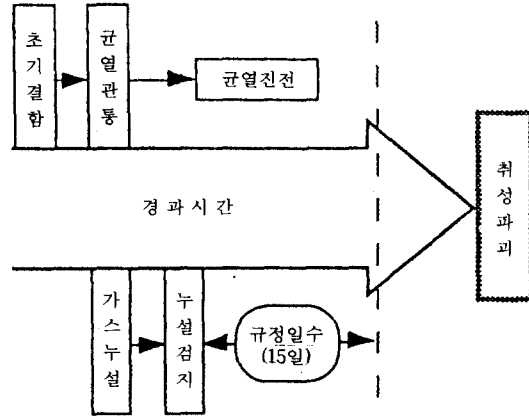 초기결함
균열관통
균열진전
경과시간
취성파괴
가스누설
누설검지
규정일수
(15일)